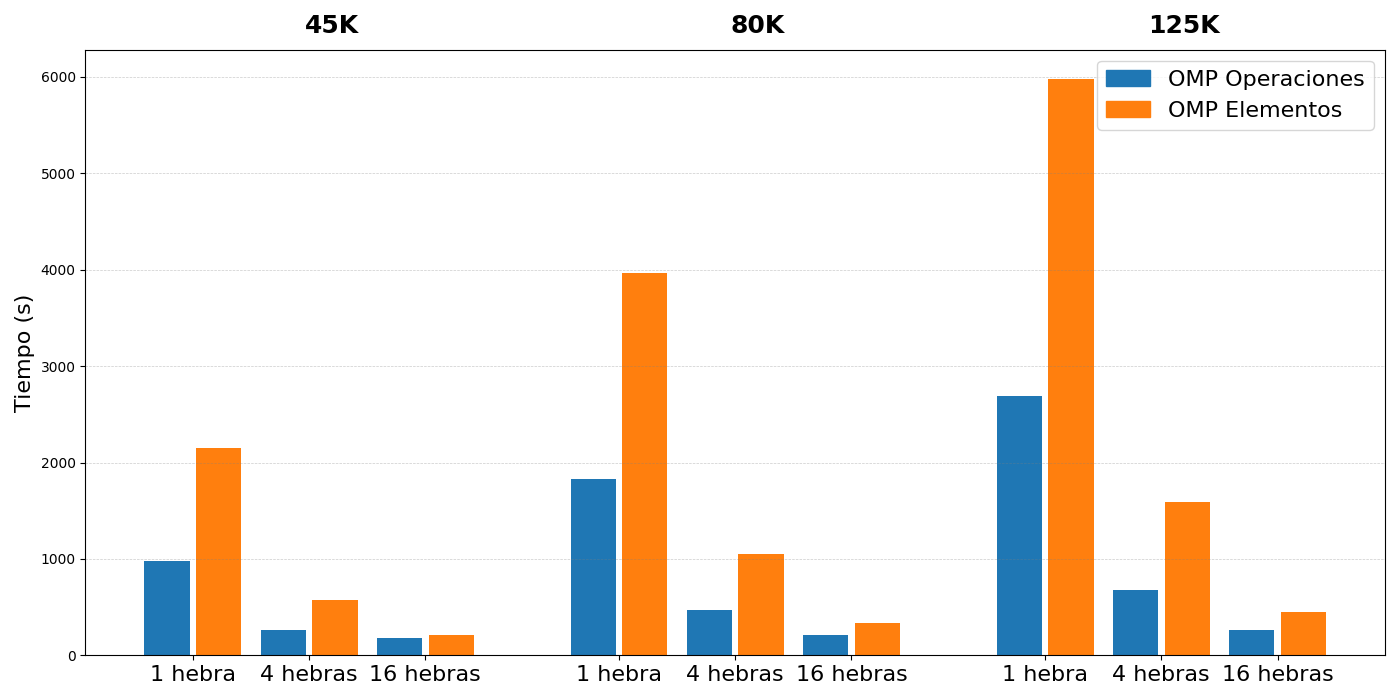 45K 80K 125K
OMP Operaciones
OMP Elementos
Tiempo (s)
6000
5000
4000
3000
2000
1000
0
1 hebra 4 hebras 16 hebras 1 hebra 4 hebras 16 hebras 1 hebra 4 hebras 16 hebras